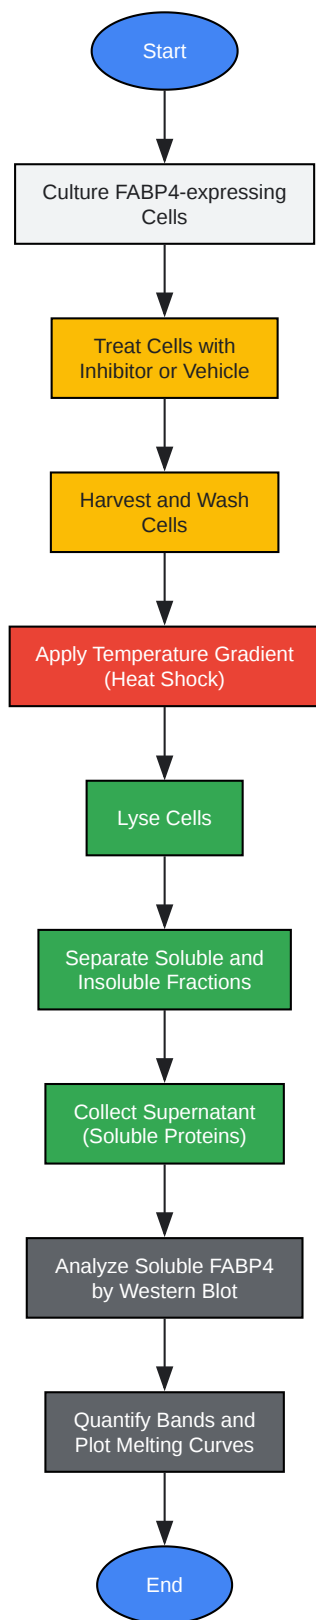 Start
Culture FABP4-expressing
Cells
Treat Cells with
Inhibitor or Vehicle
Harvest and Wash
Cells
Apply Temperature Gradient
(Heat Shock)
Lyse Cells
Separate Soluble and
Insoluble Fractions
Collect Supernatant
(Soluble Proteins)
Analyze Soluble FABP4
by Western Blot
Quantify Bands and
Plot Melting Curves
End